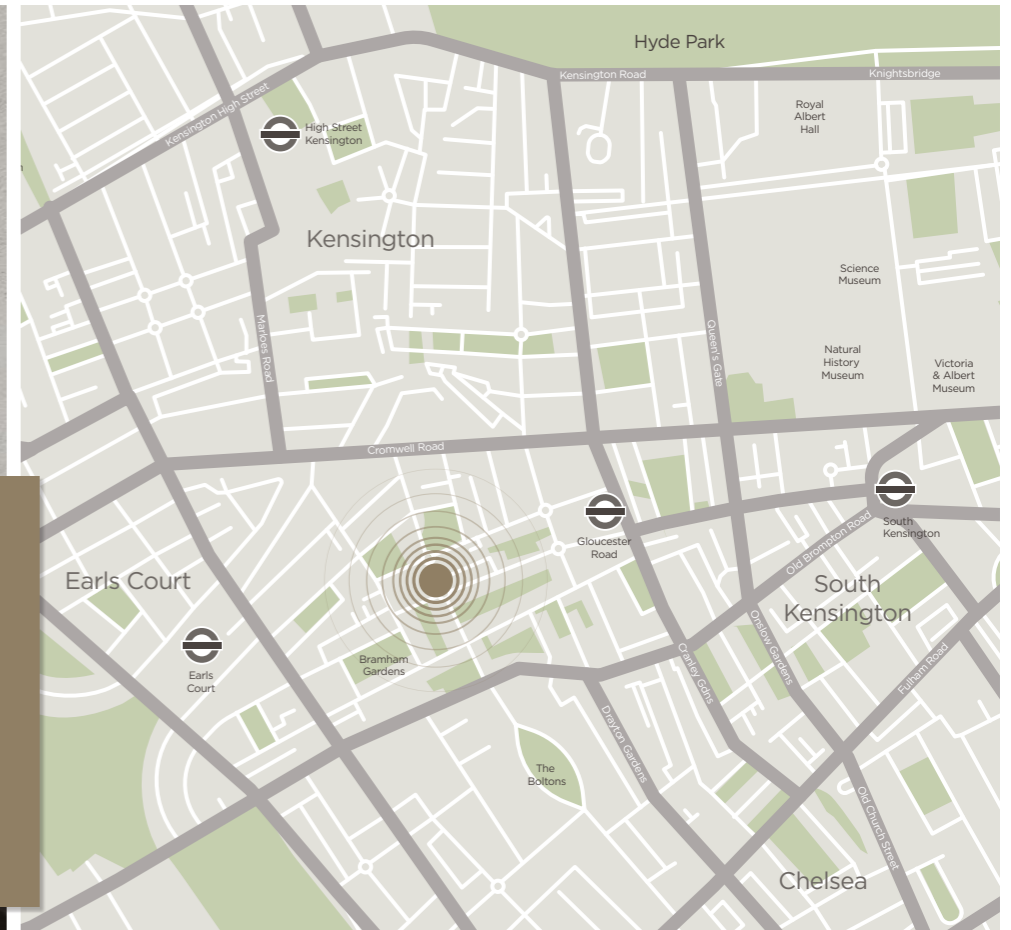 Hyde Park
Kensington Road
Knightsbridge
Royal
Albert
Hall
Kensington High Street
High Street
Kensington
Kensington
Science
Museum
Marloes Road
Queen's Gate
Natural
History
Museum
Victoria
& Albert
Museum
Cromwell Road
Gloucester
Road
South
Kensington
Old Brompton Road
Earls Court
South
Kensington
Onslow Gardens
Earls
Court
Bramham
Gardens
Cranley Gdns
Fulham Road
Drayton Gardens
The
Boltons
Old Church Street
Chelsea